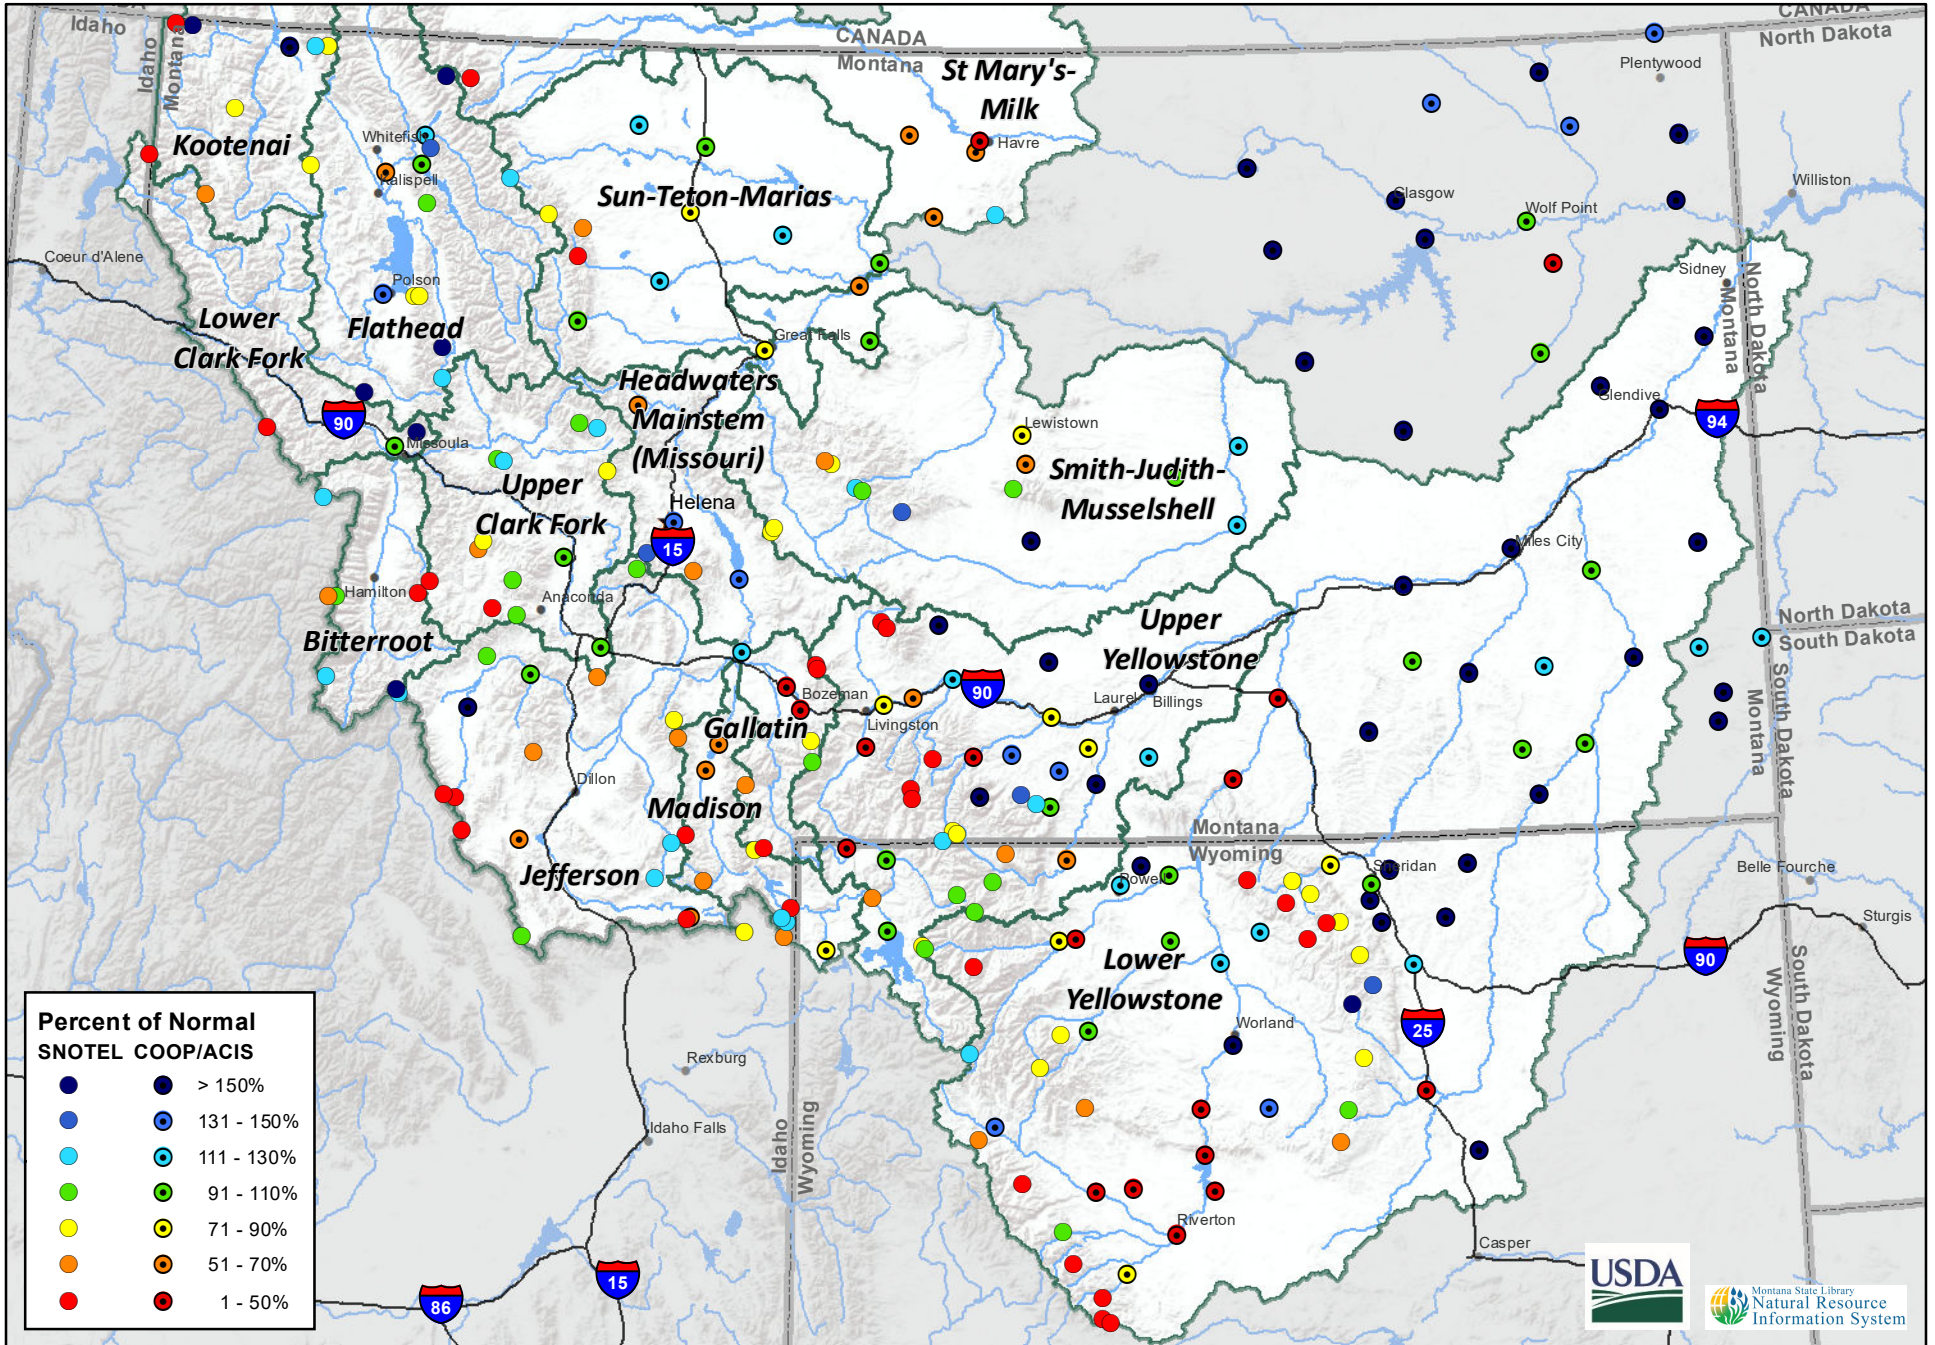 CANADA
Idaho
Idaho
Montana
CANADA
Montana
CANADA
North Dakota
St Mary's-
Milk
Plentywood
Havre
Kootenai
Whitefish
Kalispell
Sun-Teton-Marias
Glasgow
Wolf Point
Williston
Coeur d'Alene
Polson
Sidney
Montana
North Dakota
Lower
Clark Fork
Flathead
Great Falls
Headwaters
Mainstem
(Missouri)
Glendive
90
Missoula
Lewistown
94
Smith-Judith-
Musselshell
Upper
Clark Fork
Helena
15
Miles City
Hamilton
Anaconda
Bitterroot
Upper
Yellowstone
North Dakota
South Dakota
Bozeman
90
Laurel
Billings
Livingston
Gallatin
Montana
South Dakota
Dillon
Madison
Montana
Wyoming
Jefferson
Powell
Sheridan
Belle Fourche
Sturgis
Lower
Yellowstone
90
Wyoming
South Dakota
Worland
25
Rexburg
Idaho Falls
Idaho
Wyoming
Riverton
Casper
15
86
Percent of Normal
SNOTEL COOP/ACIS
> 150%
131 - 150%
111 - 130%
91 - 110%
71 - 90%
51 - 70%
1 - 50%
USDA
Montana State Library
Natural Resource
Information System